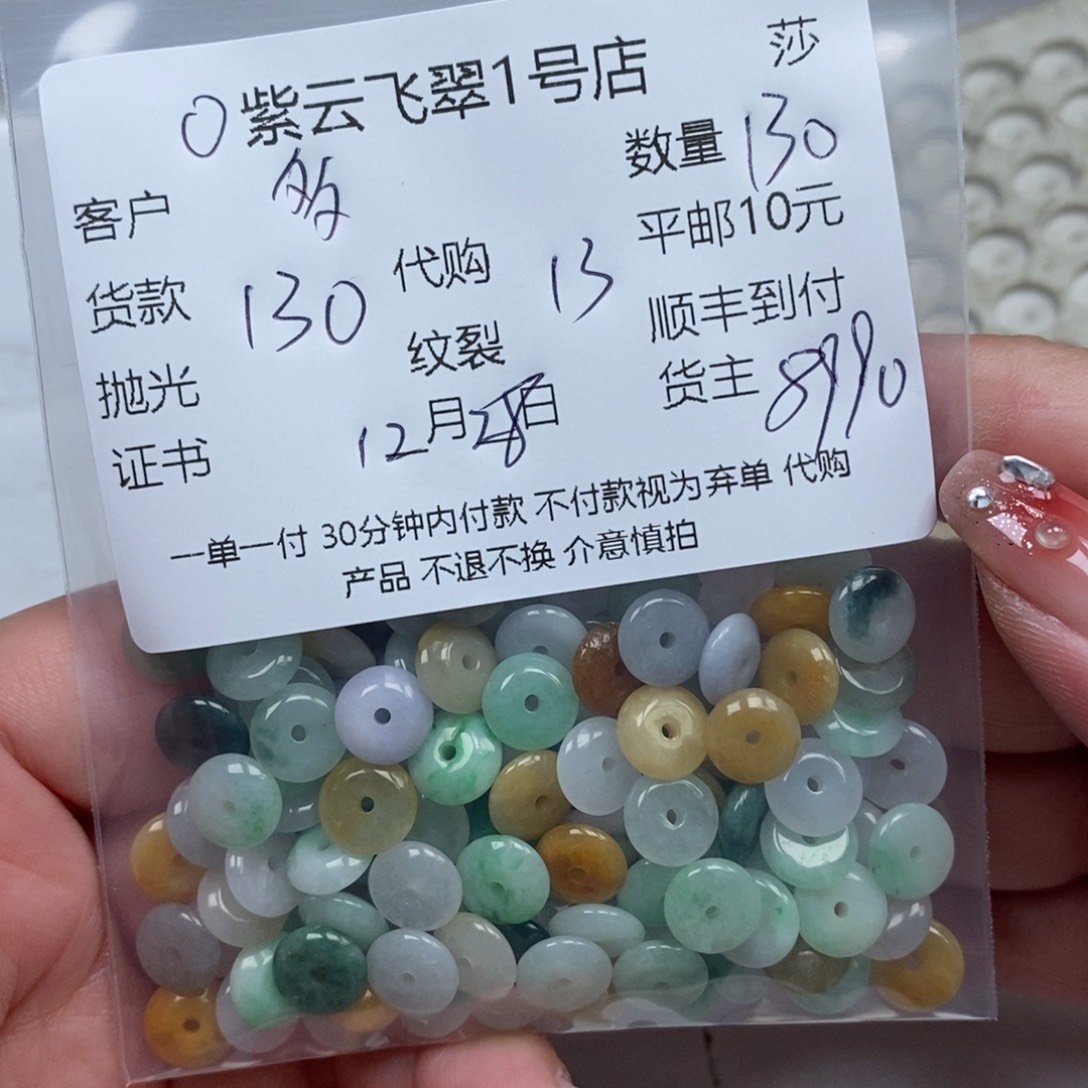 莎
0 紫云飞翠1号店
客户 数量 130
货款 130 代购 13 平邮10元
抛光 纹裂 顺丰到付
证书 12月28日 货主
一单一付 30分钟内付款 不付款视为弃单 代购
产品 不退不换 介意慎拍